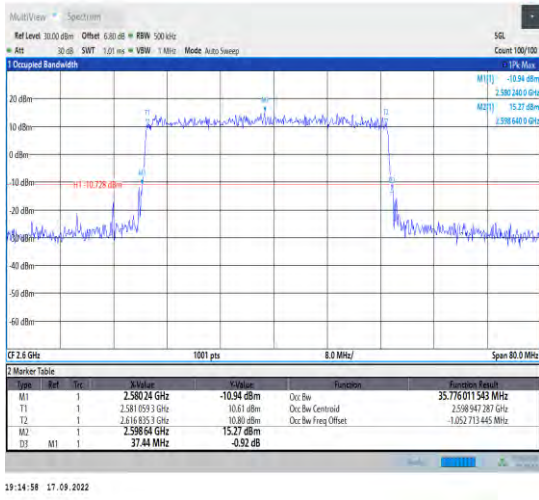 MultiView Spectrum
Ref Level 30.00 dBm Offset 6.80 dB RBW 500 kHz SGL
Att 30 dB SWT 1.01 ms VBW 1 MHz Mode Auto Sweep Count 100/100
1 Occupied Bandwidth 1Pk Max
M1[1] -10.94 dBm
2.580 240 0 GHz
M2[1] 15.27 dBm
2.598 640 0 GHz
20 dBm
T1 M2 T2
10 dBm
0 dBm
M1
-10 dBm H1 -10.728 dBm
-20 dBm
-30 dBm
-40 dBm
-50 dBm
-60 dBm
CF 2.6 GHz 1001 pts 8.0 MHz/ Span 80.0 MHz
2 Marker Table
Type Ref Trc X-Value Y-Value Function Function Result
M1 1 2.580 24 GHz -10.94 dBm Occ Bw 35.776 011 543 MHz
T1 1 2.581 059 3 GHz 10.61 dBm Occ Bw Centroid 2.598 947 287 GHz
T2 1 2.616 835 3 GHz 10.80 dBm Occ Bw Freq Offset -1.052 713 445 MHz
M2 1 2.598 64 GHz 15.27 dBm
D3 M1 1 37.44 MHz -0.92 dB
19:14:58 17.09.2022